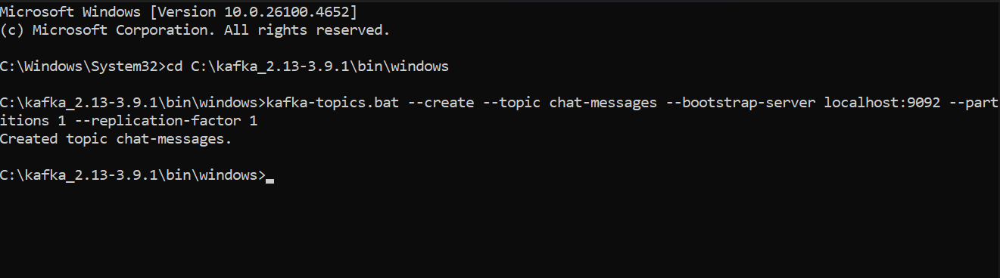 Microsoft Windows [Version 10.0.26100.4652]
(c) Microsoft Corporation. All rights reserved.
C:\Windows\System32>cd C:\kafka_2.13-3.9.1\bin\windows
C:\kafka_2.13-3.9.1\bin\windows>kafka-topics.bat --create --topic chat-messages --bootstrap-server localhost:9092 --part
itions 1 --replication-factor 1
Created topic chat-messages.
C:\kafka_2.13-3.9.1\bin\windows>